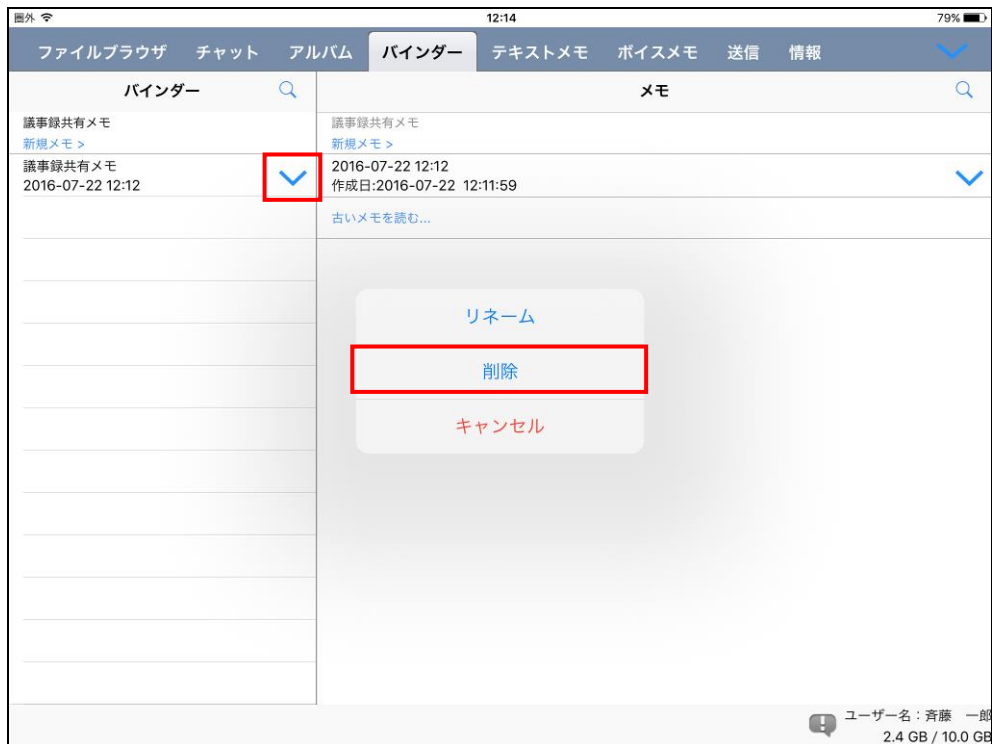 圏外 12:14 79%
ファイルブラウザ チャット アルバム バインダー テキストメモ ボイスメモ 送信 情報
バインダー メモ
議事録共有メモ
新規メモ >
議事録共有メモ
2016-07-22 12:12
議事録共有メモ
新規メモ >
2016-07-22 12:12
作成日:2016-07-22 12:11:59
古いメモを読む...
リネーム
削除
キャンセル
ユーザー名：斉藤 一郎
2.4 GB / 10.0 GB